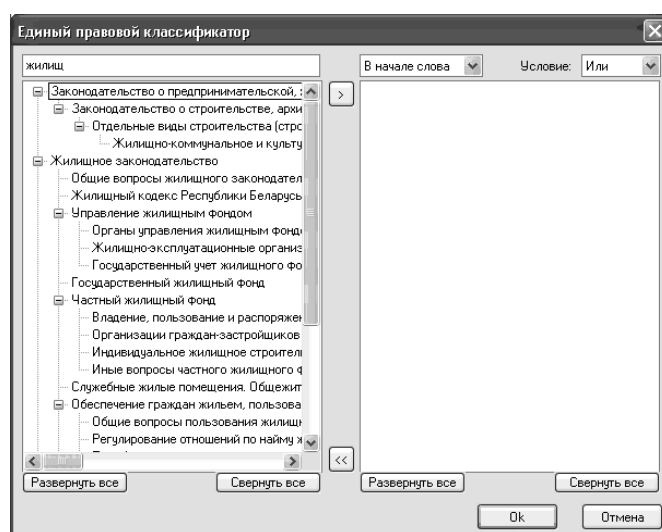 Единый правовой классификатор
жилищ
В начале слова
Условие:
Или
Законодательство о предпринимательской,
Законодательство о строительстве, архи
Отдельные виды строительства (стро
Жилищно-коммунальное и культу
Жилищное законодательство
Общие вопросы жилищного законодател
Жилищный кодекс Республики Беларусь
Управление жилищным фондом
Органы управления жилищным фонд
Жилищно-эксплуатационные организ
Государственный учет жилищного фо
Государственный жилищный фонд
Частный жилищный фонд
Владение, пользование и распоряжен
Организации граждан-застройщиков
Индивидуальное жилищное строител
Иные вопросы частного жилищного ф
Служебные жилые помещения. Общежит
Обеспечение граждан жильем, пользова
Общие вопросы пользования жилищн
Регулирование отношений по найму ж
>
<<
Развернуть все
Свернуть все
Развернуть все
Свернуть все
Ok
Отмена